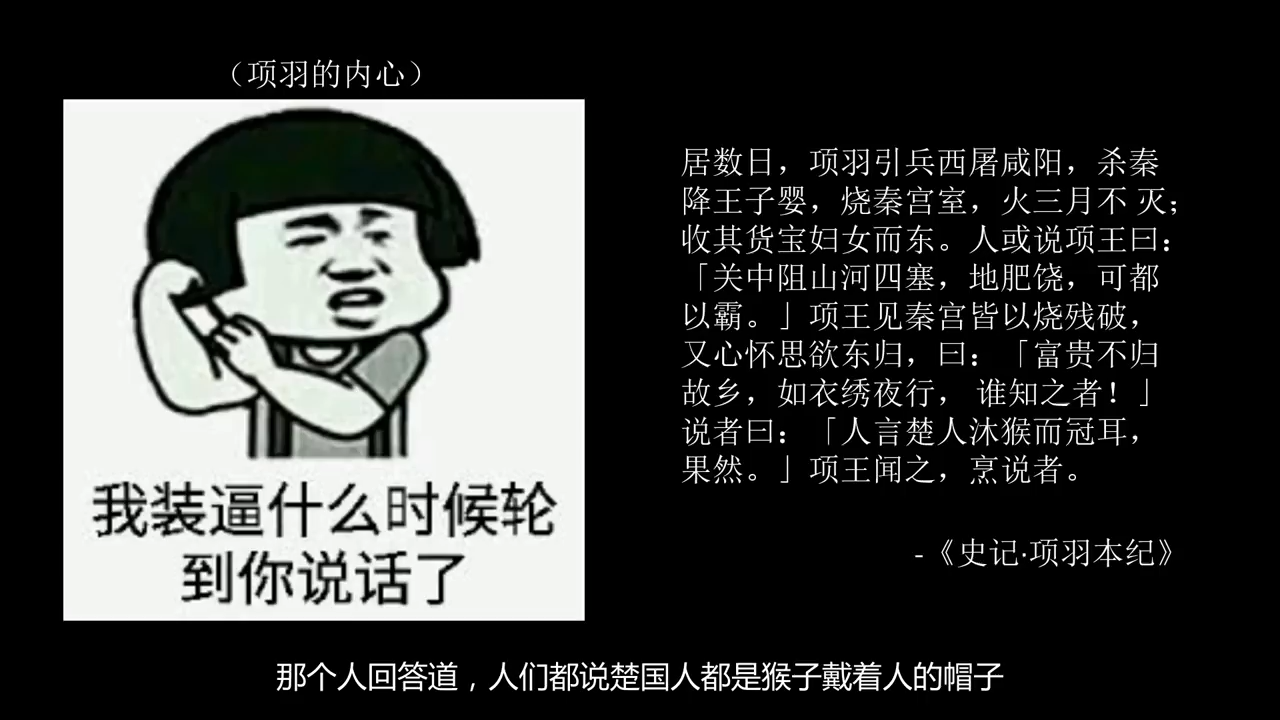 （项羽的内心）
我装逼什么时候轮
到你说话了
居数日，项羽引兵西屠咸阳，杀秦
降王子婴，烧秦宫室，火三月不 灭；
收其货宝妇女而东。人或说项王曰：
「关中阻山河四塞，地肥饶，可都
以霸。」项王见秦宫皆以烧残破，
又心怀思欲东归，曰：「富贵不归
故乡，如衣绣夜行， 谁知之者！」
说者曰：「人言楚人沐猴而冠耳，
果然。」项王闻之，烹说者。
-《史记·项羽本纪》
那个人回答道，人们都说楚国人都是猴子戴着人的帽子